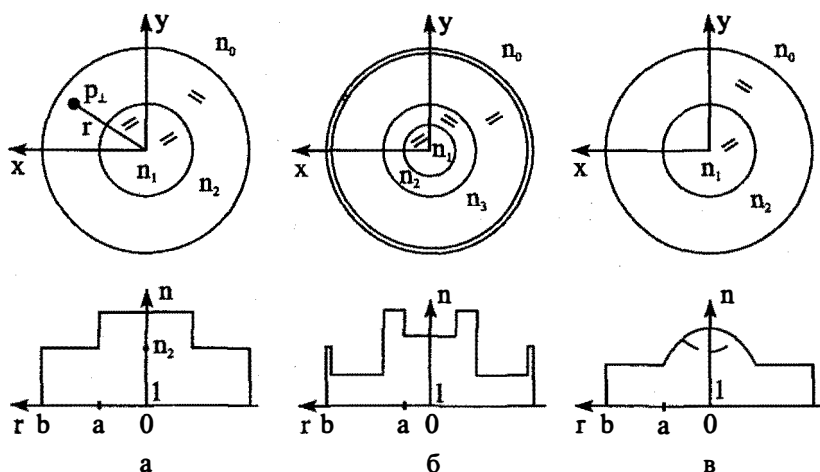 y y y
n₀ n₀ n₀
p⊥
r
x n₁ n₂
x n₁ n₂ n₃
x n₁ n₂
n n n
n₂
1 1 1
r b a 0 r b a 0 r b a 0
а б в